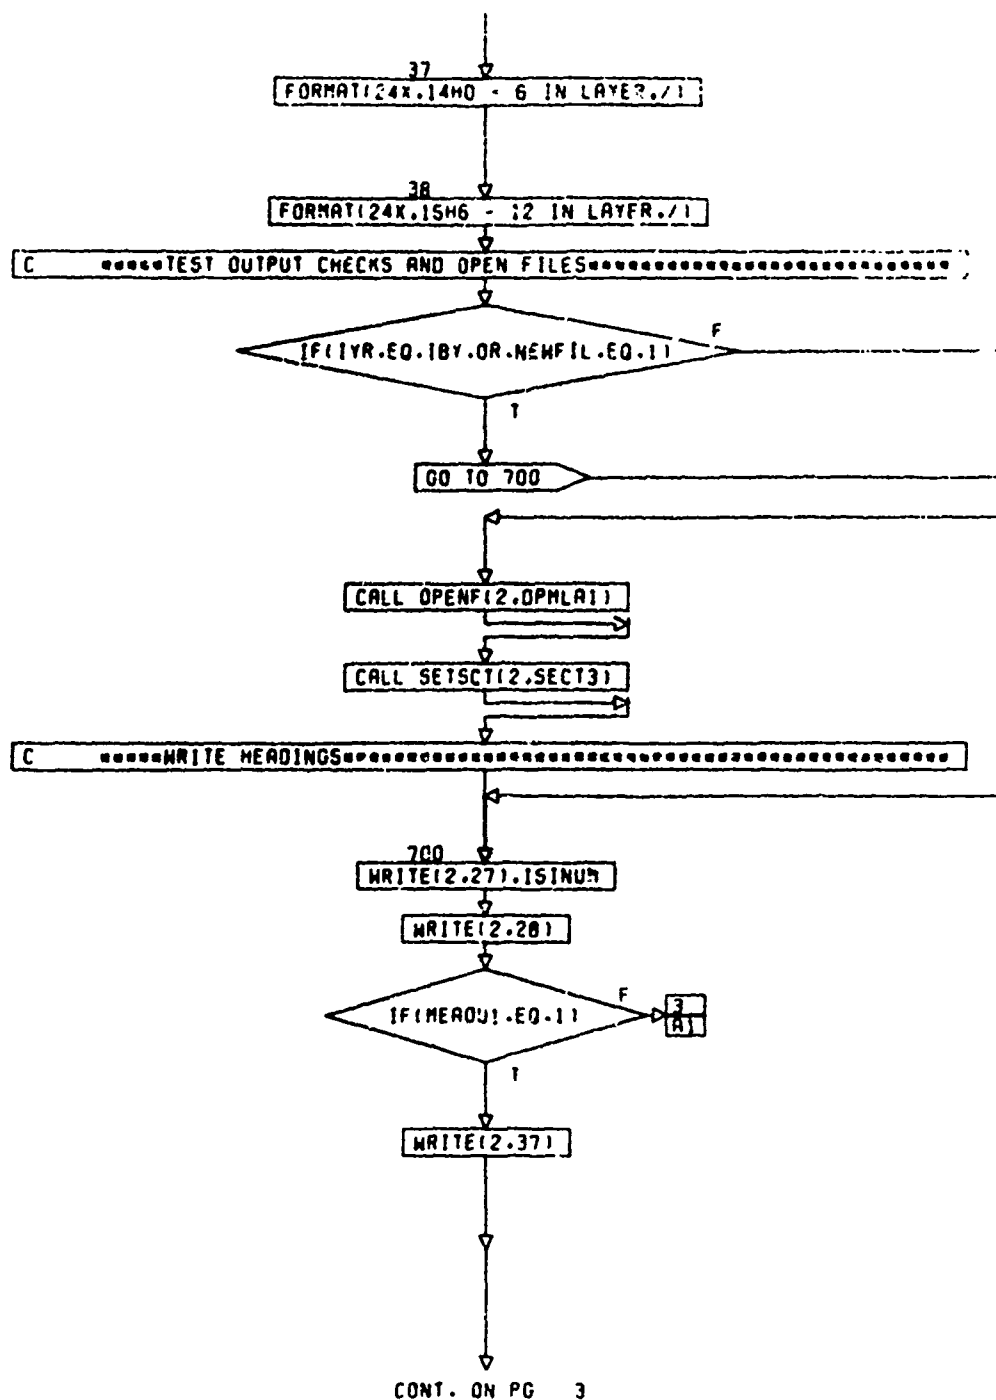 37
FORMAT(24X,14H0 - 6 IN LAYER,/)
38
FORMAT(24X,15H6 - 12 IN LAYER,/)
C *****TEST OUTPUT CHECKS AND OPEN FILES****************************
IF(IYR.EQ.IBY.OR.NEWFIL.EQ.1)
F
T
GO TO 700
CALL OPENF(2,OPMLA1)
CALL SETSCT(2,SECT3)
C *****WRITE HEADINGS***********************************************
700
WRITE(2,27),ISINUM
WRITE(2,28)
IF(MEAOU1.EQ.1)
F
3
A1
T
WRITE(2,37)
CONT. ON PG 3